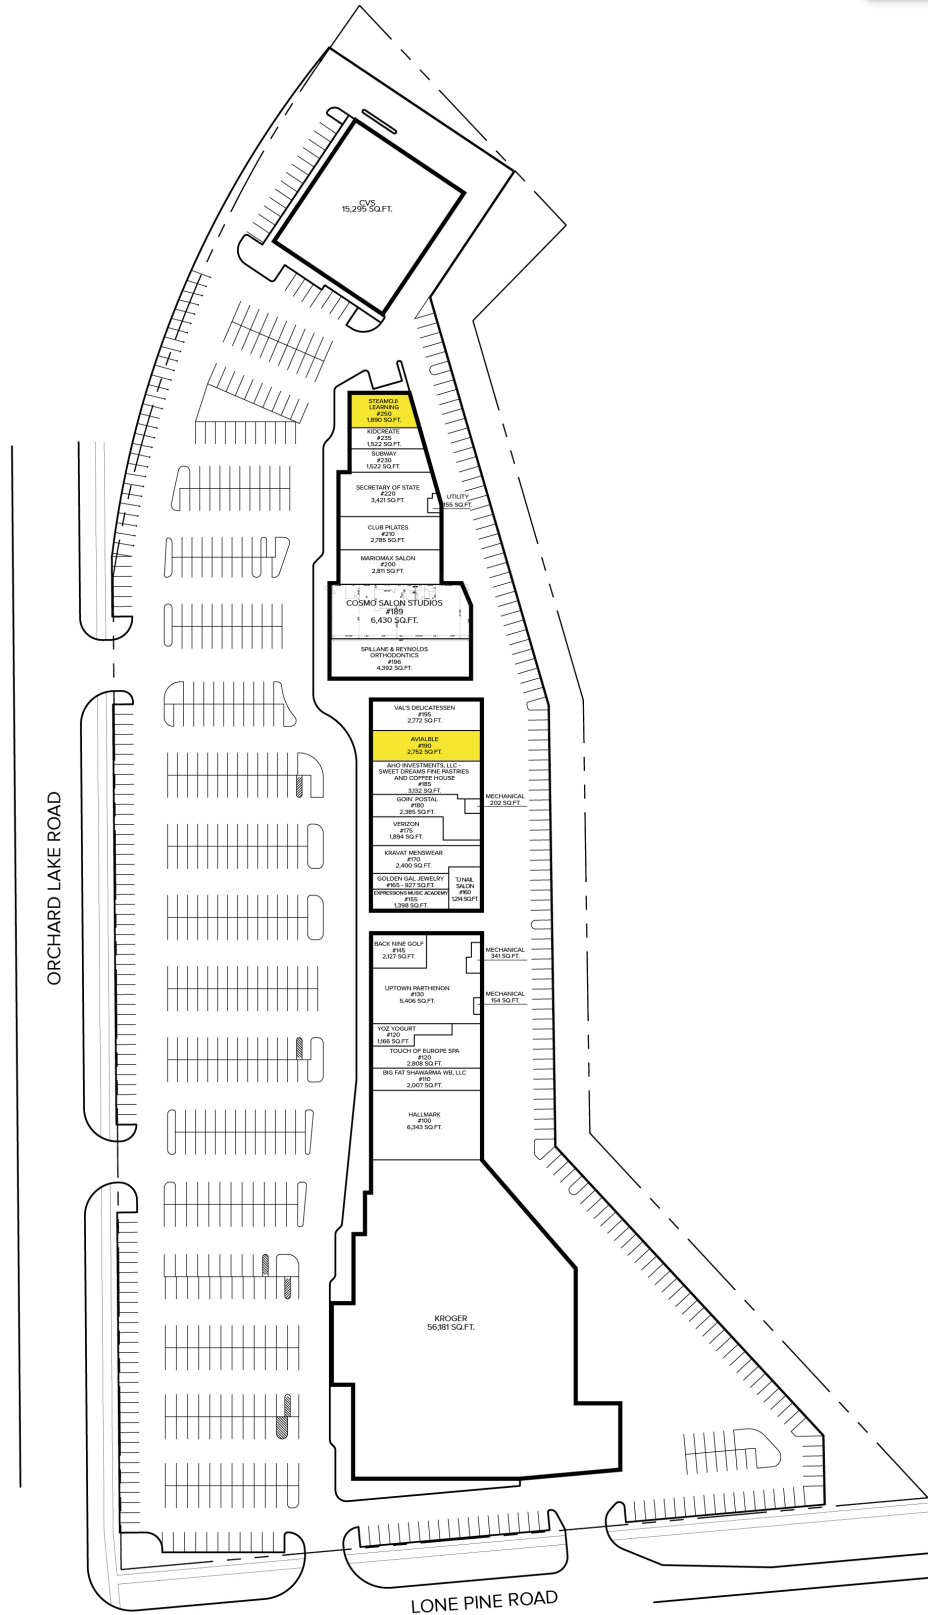 CVS
15,295 SQ.FT.
STEAMOJI
LEARNING
#250
1,890 SQ.FT.
KIDCREATE
#235
1,522 SQ.FT.
SUBWAY
#230
1,522 SQ.FT.
SECRETARY OF STATE
#220
3,421 SQ.FT.
UTILITY
155 SQ.FT.
CLUB PILATES
#210
2,785 SQ.FT.
MARIOMAX SALON
#200
2,811 SQ.FT.
COSMO SALON STUDIOS
#189
6,430 SQ.FT.
SPILLANE & REYNOLDS
ORTHODONTICS
#196
4,392 SQ.FT.
VAL'S DELICATESSEN
#195
2,772 SQ.FT.
AVIALBLE
#190
2,752 SQ.FT.
AHO INVESTMENTS, LLC -
SWEET DREAMS FINE PASTRIES
AND COFFEE HOUSE
#185
3,132 SQ.FT.
MECHANICAL
202 SQ.FT.
GOIN' POSTAL
#180
2,385 SQ.FT.
VERIZON
#175
1,894 SQ.FT.
KRAVAT MENSWEAR
#170
2,400 SQ.FT.
GOLDEN GAL JEWELRY
#165 - 927 SQ.FT.
EXPRESSIONS MUSIC ACADEMY
#155
1,398 SQ.FT.
TJ NAIL
SALON
#160
1,214 SQ.FT.
BACK NINE GOLF
#145
2,127 SQ.FT.
MECHANICAL
341 SQ.FT.
UPTOWN PARTHENON
#130
5,406 SQ.FT.
MECHANICAL
154 SQ.FT.
YOZ YOGURT
#120
1,166 SQ.FT.
TOUCH OF EUROPE SPA
#120
2,808 SQ.FT.
BIG FAT SHAWARMA WB, LLC
#110
2,007 SQ.FT.
HALLMARK
#100
6,343 SQ.FT.
KROGER
56,181 SQ.FT.
ORCHARD LAKE ROAD
LONE PINE ROAD